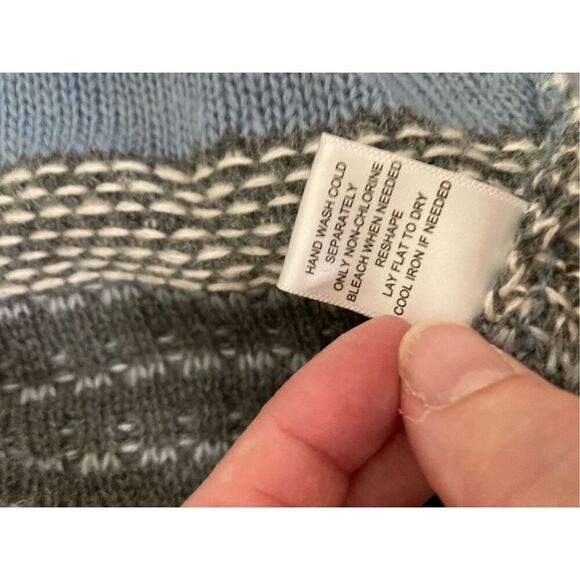 HAND WASH COLD
SEPARATELY
ONLY NON-CHLORINE
BLEACH WHEN NEEDED
RESHAPE
LAY FLAT TO DRY
COOL IRON IF NEEDED